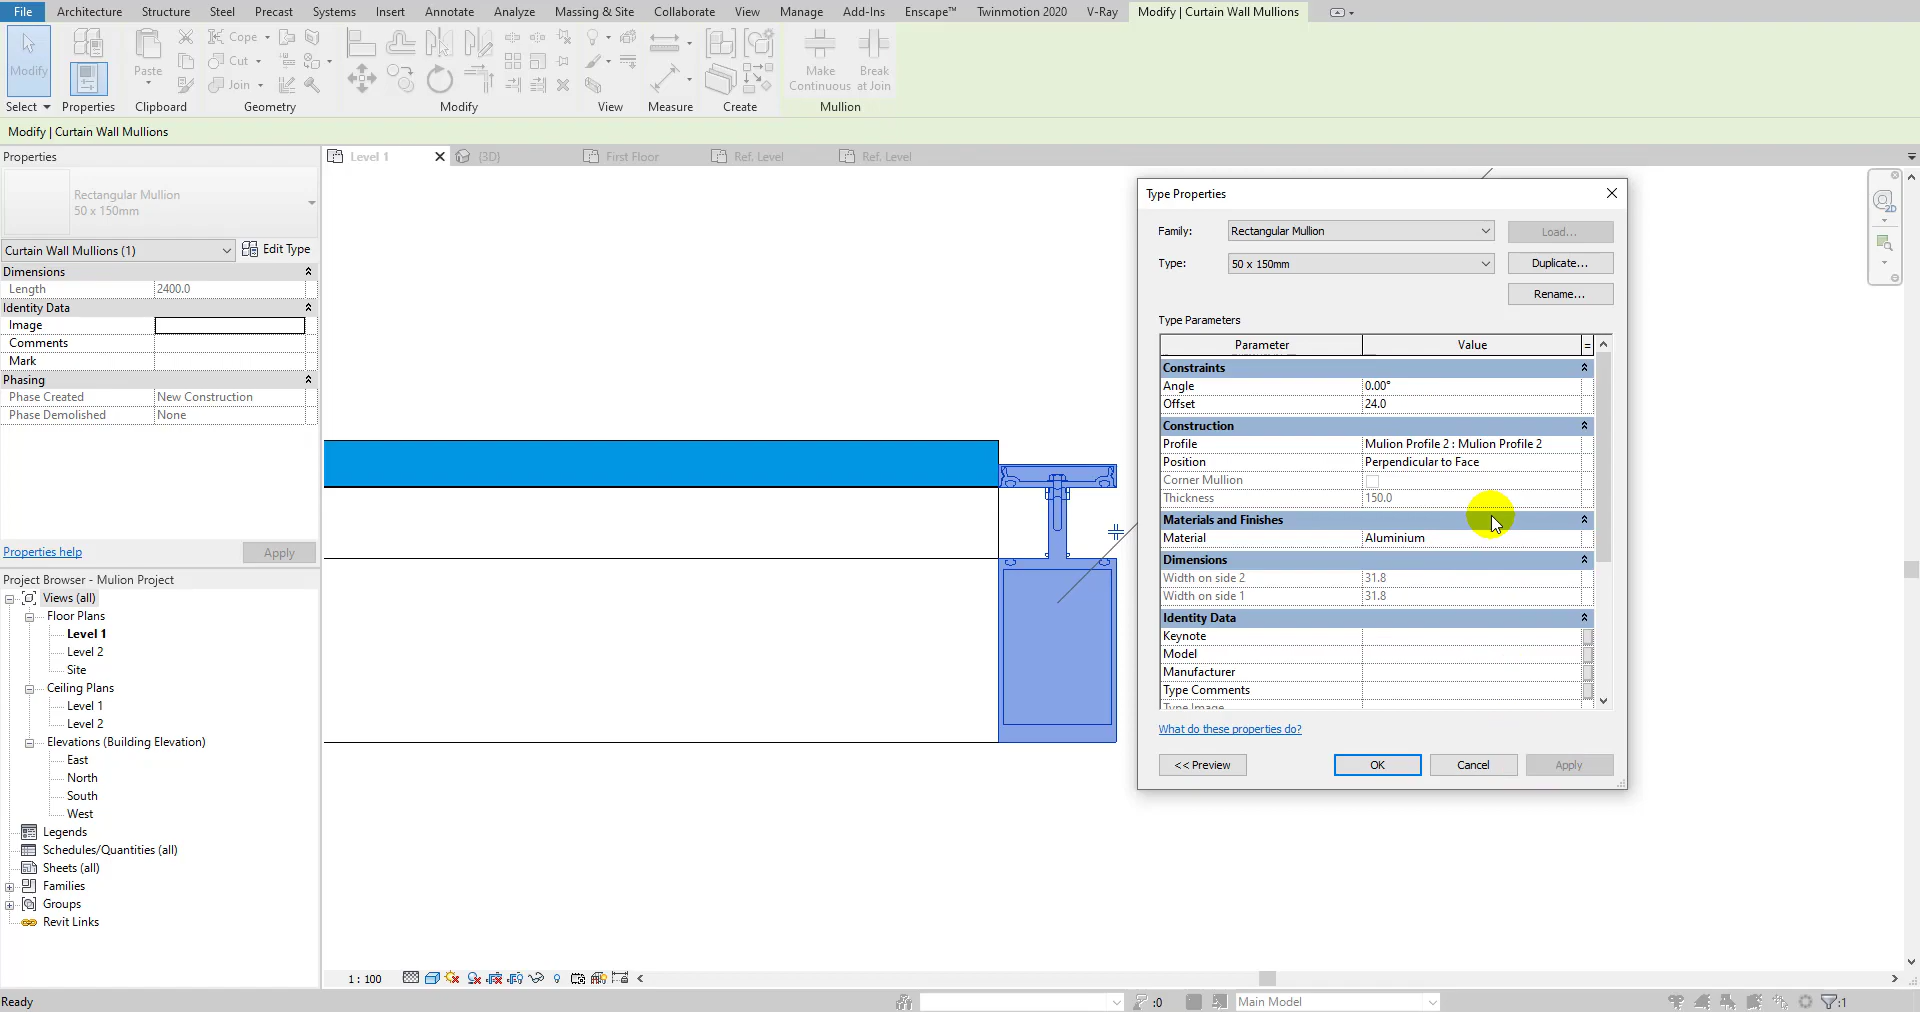 File Architecture Structure Steel Precast Systems Insert Annotate Analyze Massing & Site Collaborate View Manage Add-Ins Enscape™ Twinmotion 2020 V-Ray Modify | Curtain Wall Mullions
Modify
Paste
Cope
Cut
Join
Make Continuous
Break at Join
Select Properties Clipboard Geometry Modify View Measure Create Mullion
Modify | Curtain Wall Mullions
Properties
Level 1
{3D}
First Floor
Ref. Level
Ref. Level
Rectangular Mullion
50 x 150mm
Curtain Wall Mullions (1)
Edit Type
Dimensions
Length 2400.0
Identity Data
Image
Comments
Mark
Phasing
Phase Created New Construction
Phase Demolished None
Properties help
Apply
Project Browser - Mulion Project
Views (all)
Floor Plans
Level 1
Level 2
Site
Ceiling Plans
Level 1
Level 2
Elevations (Building Elevation)
East
North
South
West
Legends
Schedules/Quantities (all)
Sheets (all)
Families
Groups
Revit Links
Type Properties
Family: Rectangular Mullion Load...
Type: 50 x 150mm Duplicate...
Rename...
Type Parameters
Parameter Value =
Constraints
Angle 0.00°
Offset 24.0
Construction
Profile Mulion Profile 2 : Mulion Profile 2
Position Perpendicular to Face
Corner Mullion
Thickness 150.0
Materials and Finishes
Material Aluminium
Dimensions
Width on side 2 31.8
Width on side 1 31.8
Identity Data
Keynote
Model
Manufacturer
Type Comments
Type Image
What do these properties do?
<< Preview OK Cancel Apply
2D
1 : 100
Ready
:0
Main Model
:1